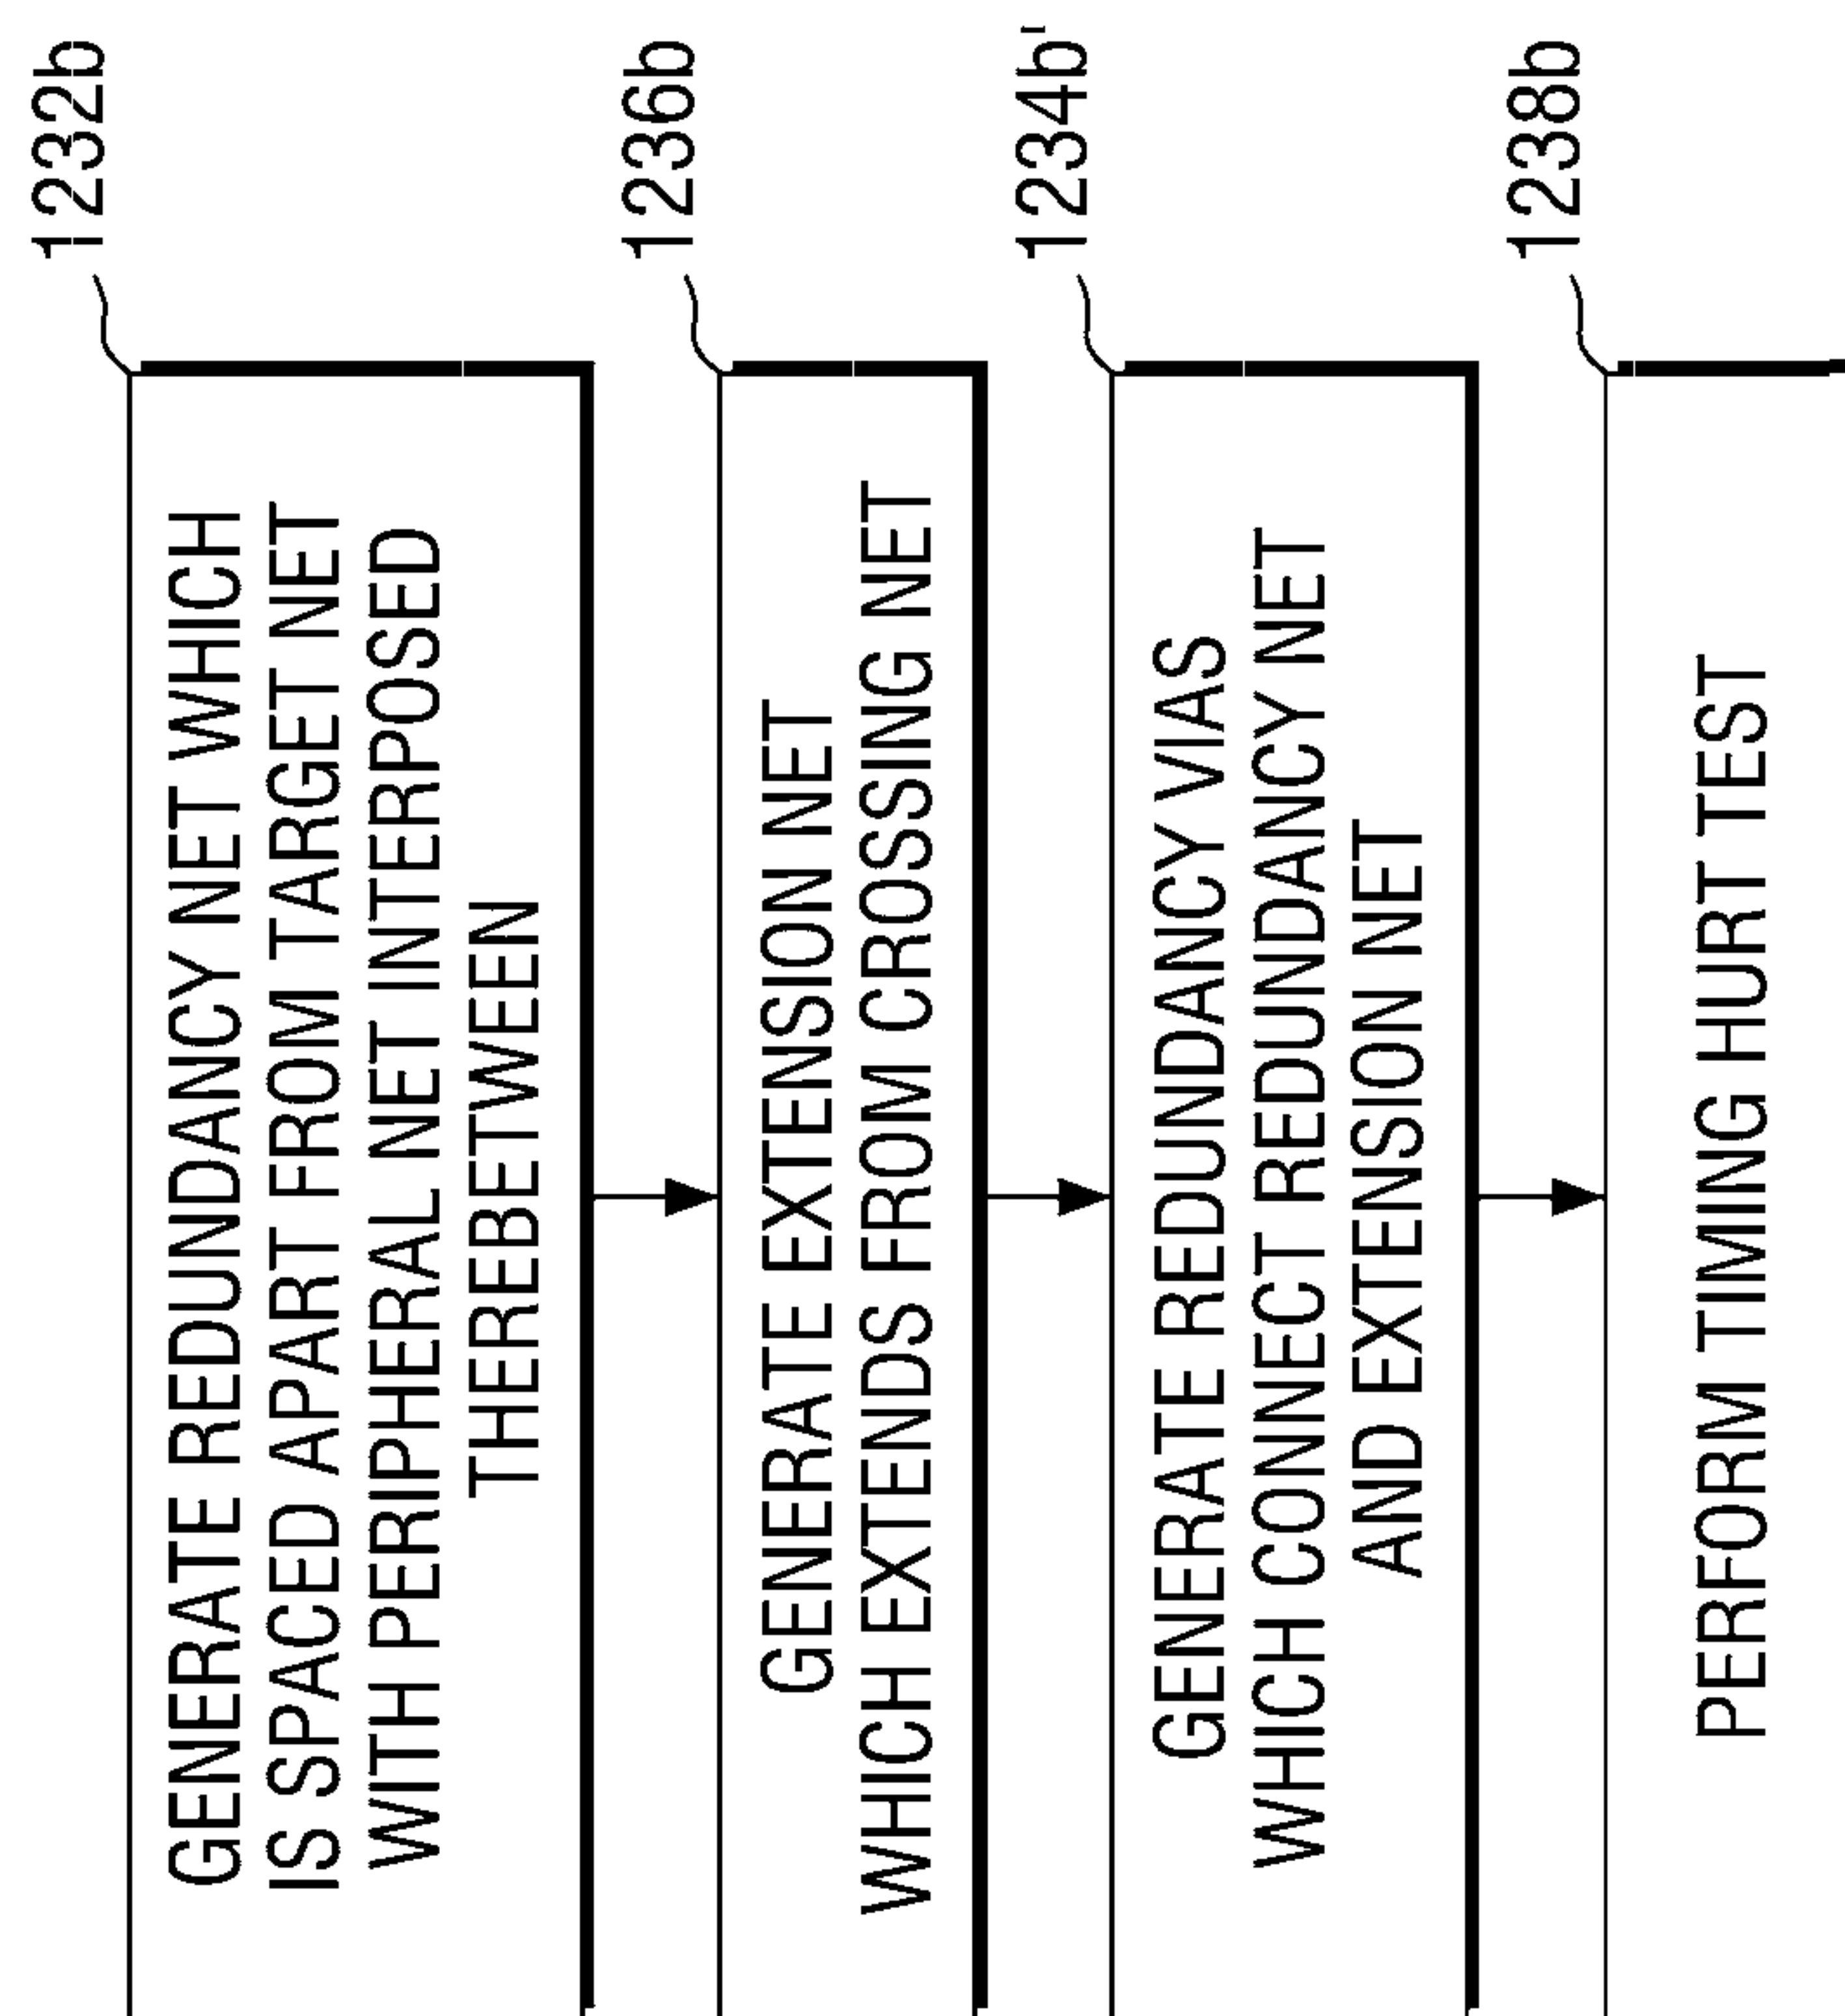 1232b
GENERATE REDUNDANCY NET WHICH
IS SPACED APART FROM TARGET NET
WITH PERIPHERAL NET INTERPOSED
THEREBETWEEN
1236b
GENERATE EXTENSION NET
WHICH EXTENDS FROM CROSSING NET
1234b'
GENERATE REDUNDANCY VIAS
WHICH CONNECT REDUNDANCY NET
AND EXTENSION NET
1238b
PERFORM TIMING HURT TEST